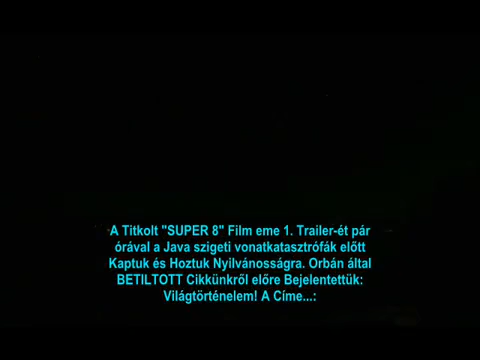 A Titkolt "SUPER 8" Film eme 1. Trailer-ét pár
órával a Java szigeti vonatkatasztrófák előtt
Kaptuk és Hoztuk Nyilvánosságra. Orbán által
BETILTOTT Cikkünkről előre Bejelentettük:
Világtörténelem! A Címe...: